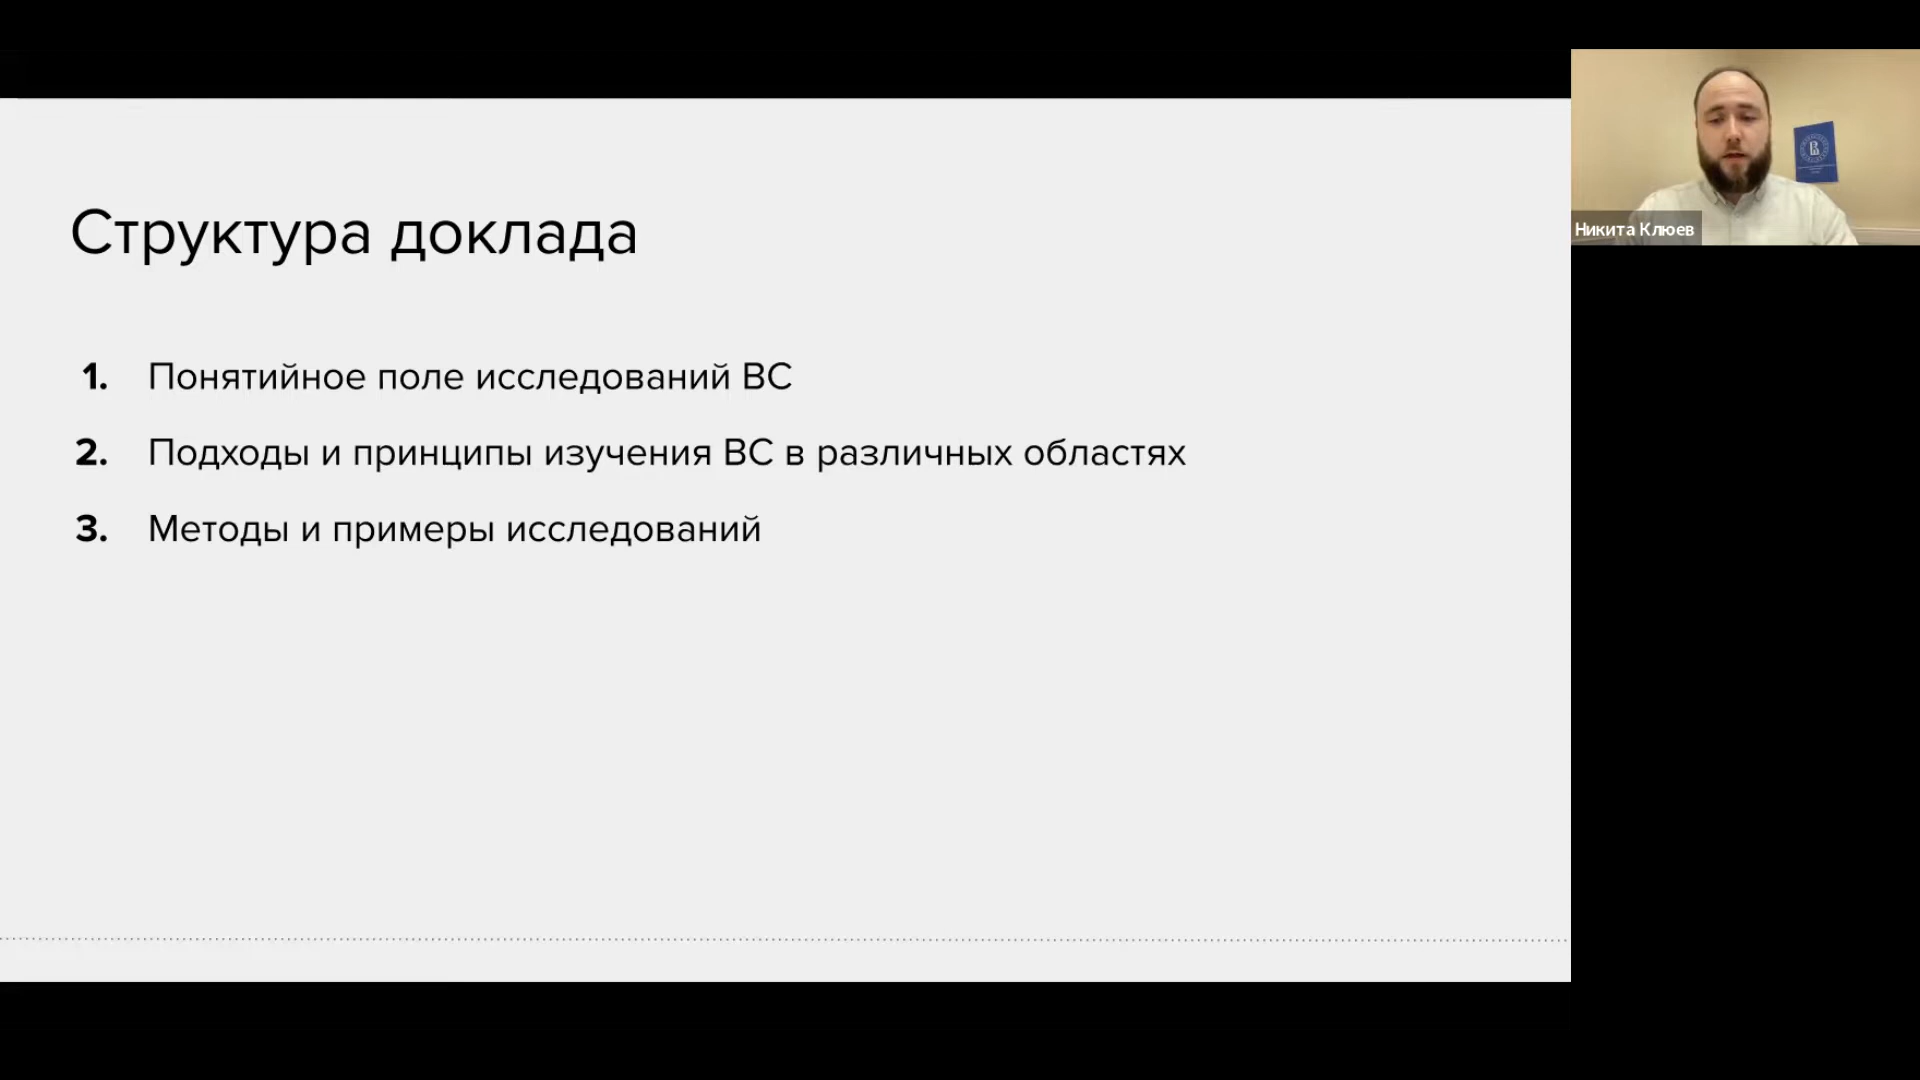 Структура доклада
1. Понятийное поле исследований ВС
2. Подходы и принципы изучения ВС в различных областях
3. Методы и примеры исследований
Никита Клюев